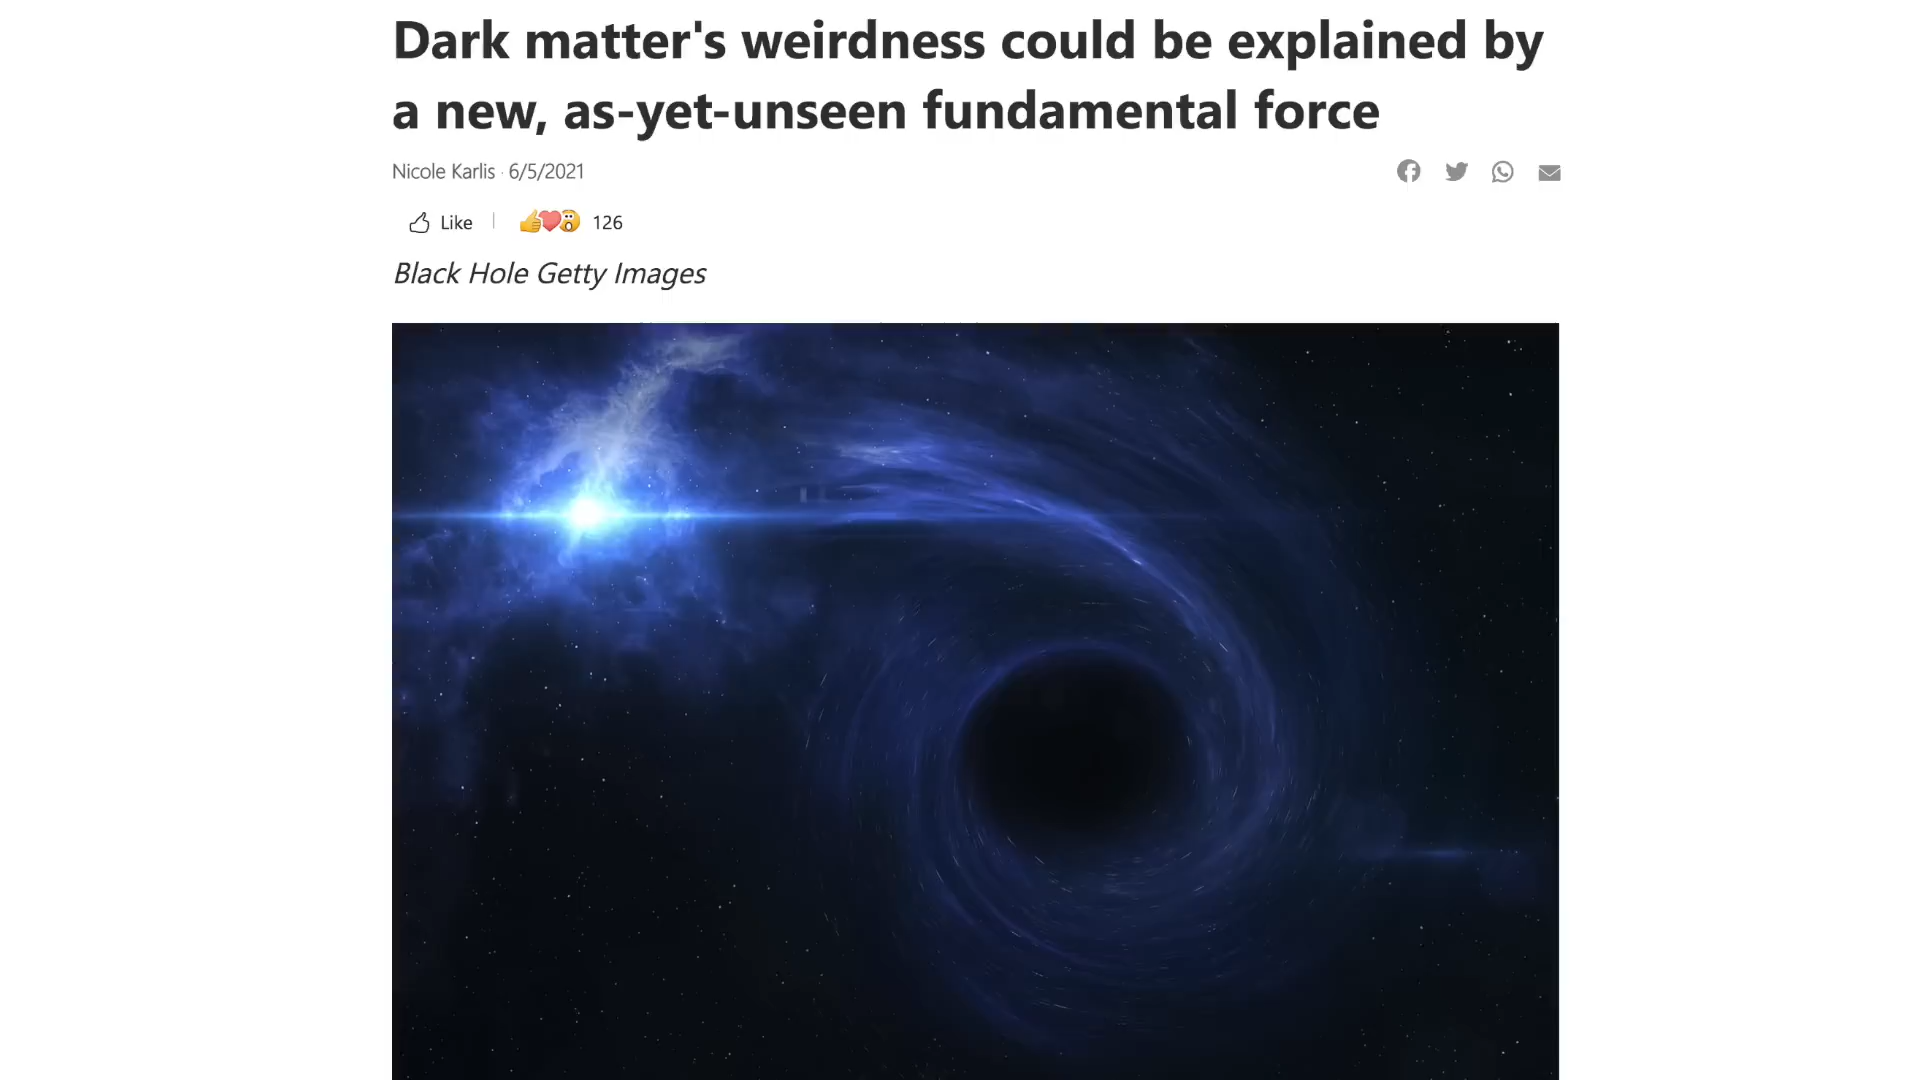 Dark matter's weirdness could be explained by
a new, as-yet-unseen fundamental force
Nicole Karlis · 6/5/2021
Like
126
Black Hole Getty Images